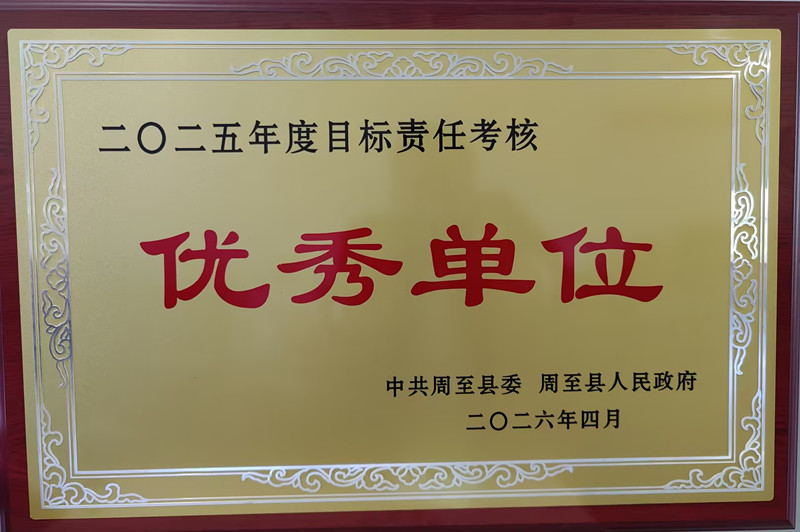 二〇二五年度目标责任考核
优秀单位
中共周至县委 周至县人民政府
二〇二六年四月